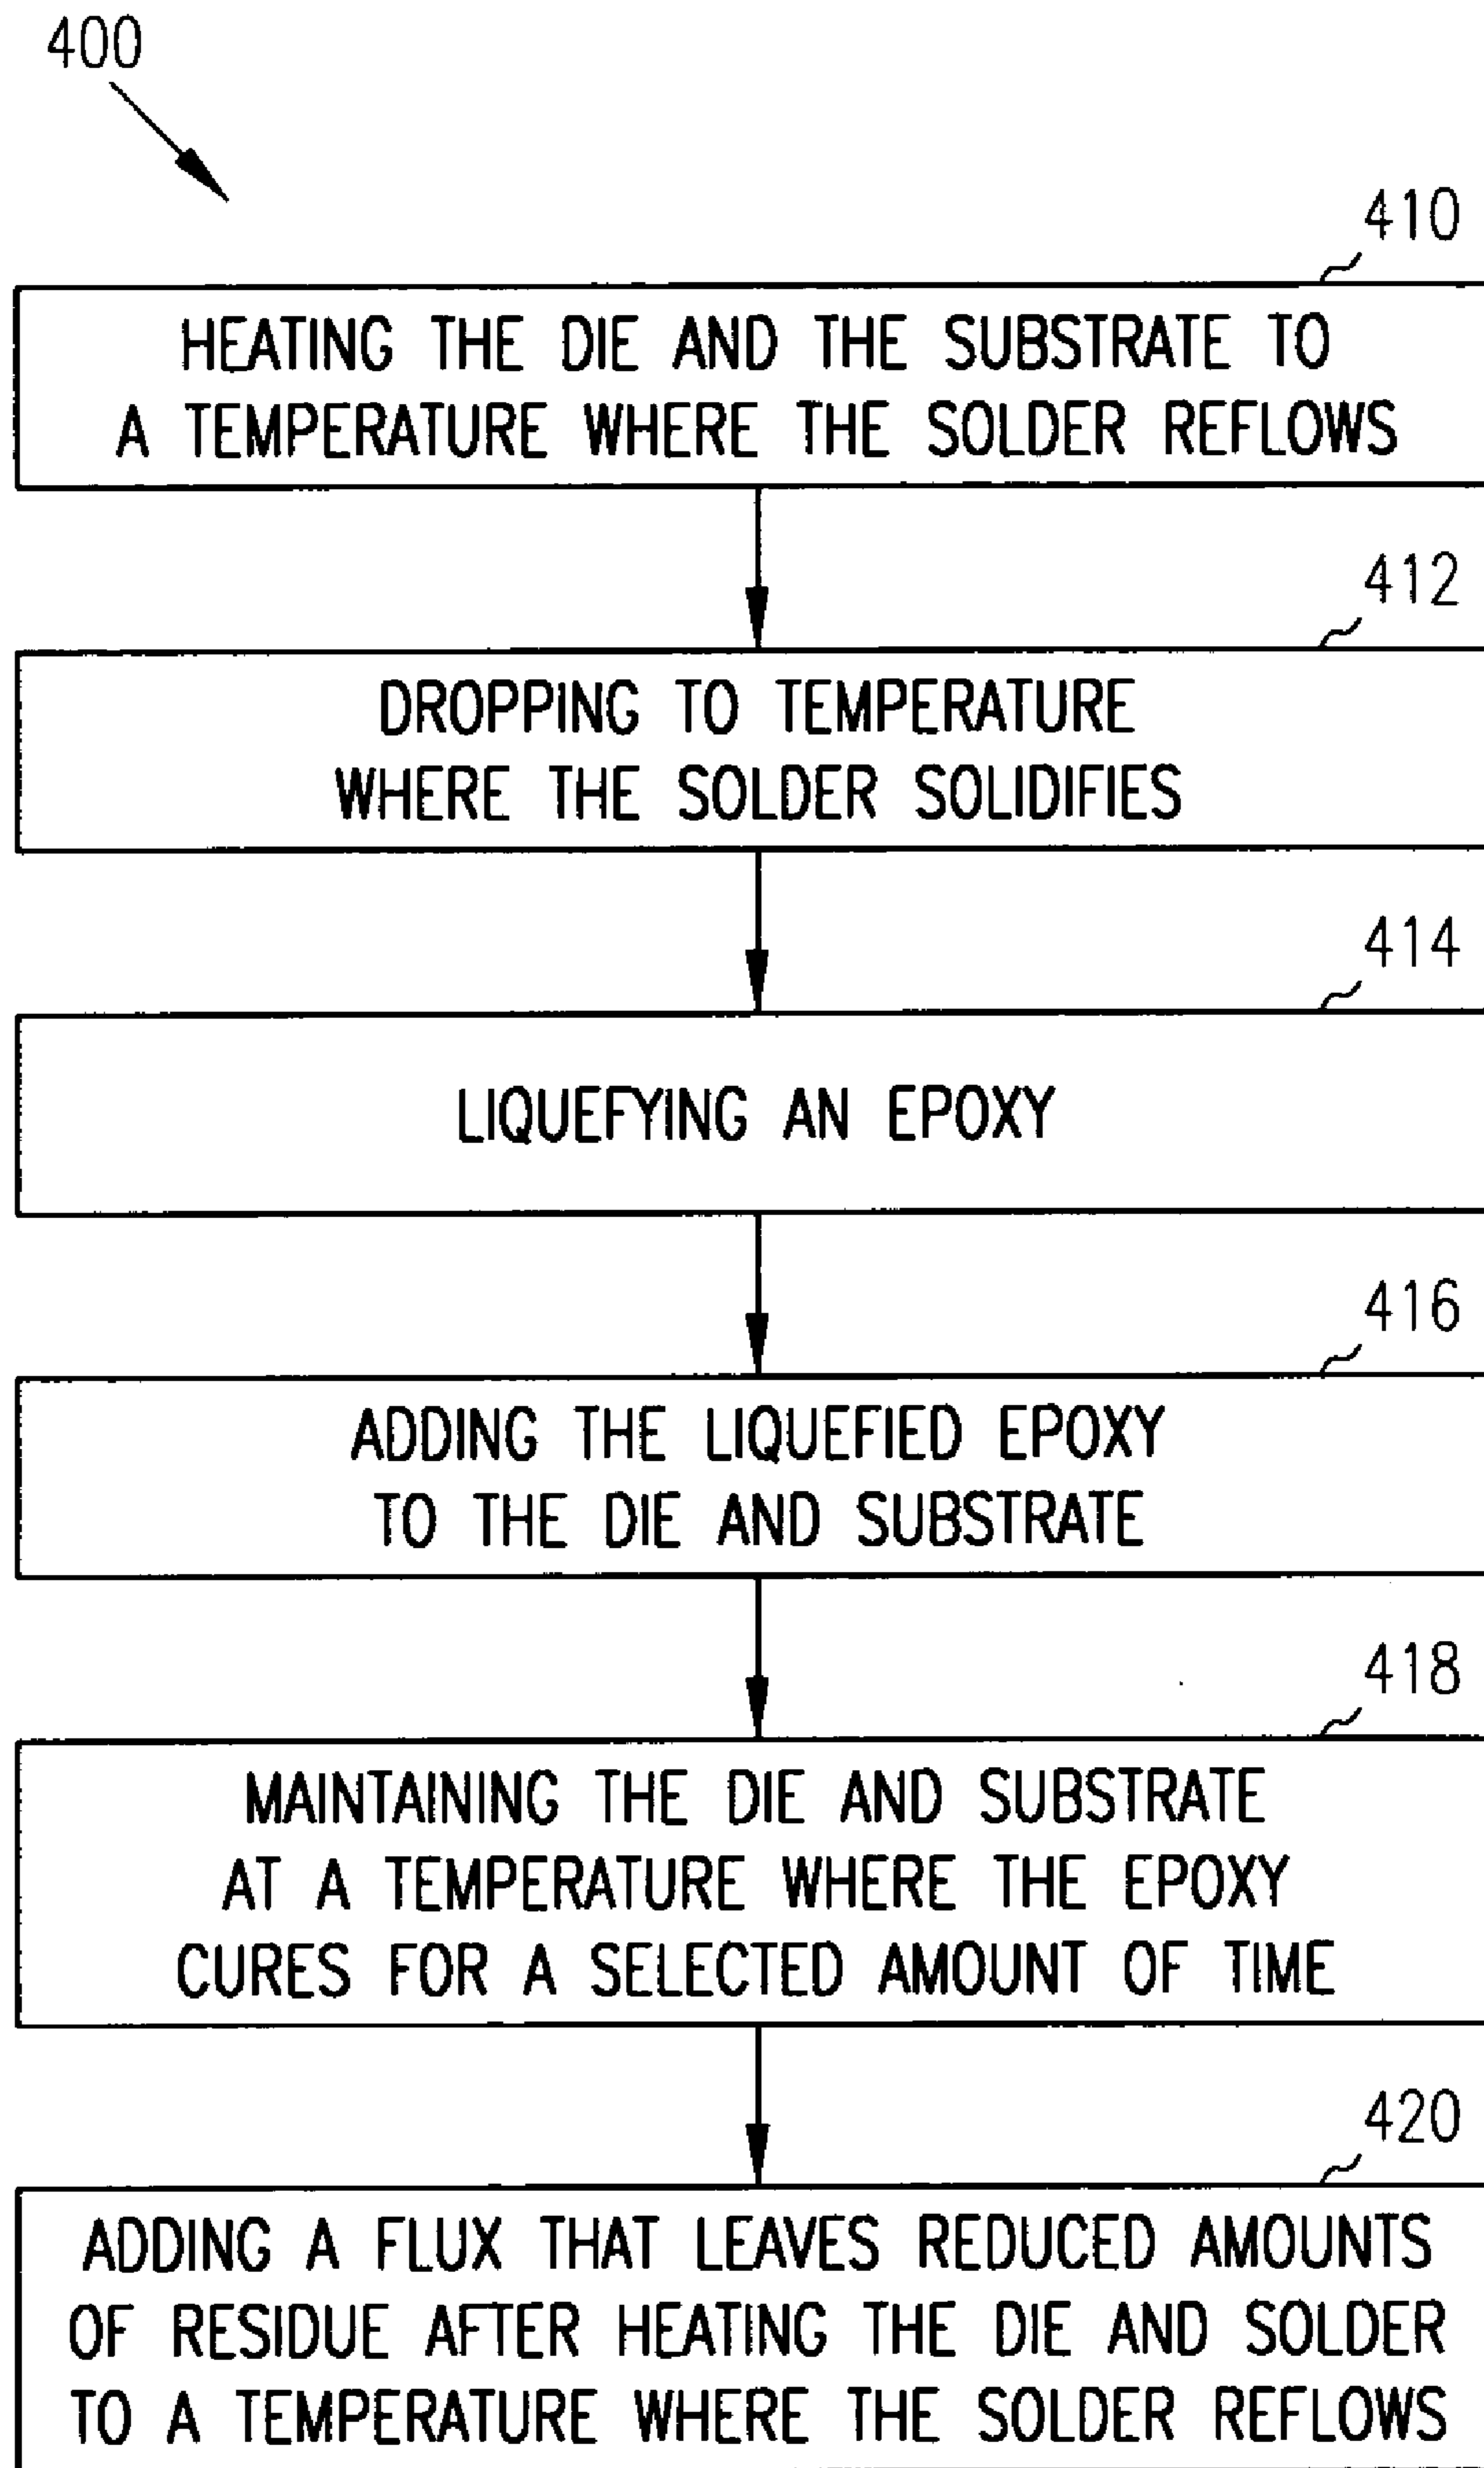 400
410
HEATING THE DIE AND THE SUBSTRATE TO
A TEMPERATURE WHERE THE SOLDER REFLOWS
412
DROPPING TO TEMPERATURE
WHERE THE SOLDER SOLIDIFIES
414
LIQUEFYING AN EPOXY
416
ADDING THE LIQUEFIED EPOXY
TO THE DIE AND SUBSTRATE
418
MAINTAINING THE DIE AND SUBSTRATE
AT A TEMPERATURE WHERE THE EPOXY
CURES FOR A SELECTED AMOUNT OF TIME
420
ADDING A FLUX THAT LEAVES REDUCED AMOUNTS
OF RESIDUE AFTER HEATING THE DIE AND SOLDER
TO A TEMPERATURE WHERE THE SOLDER REFLOWS